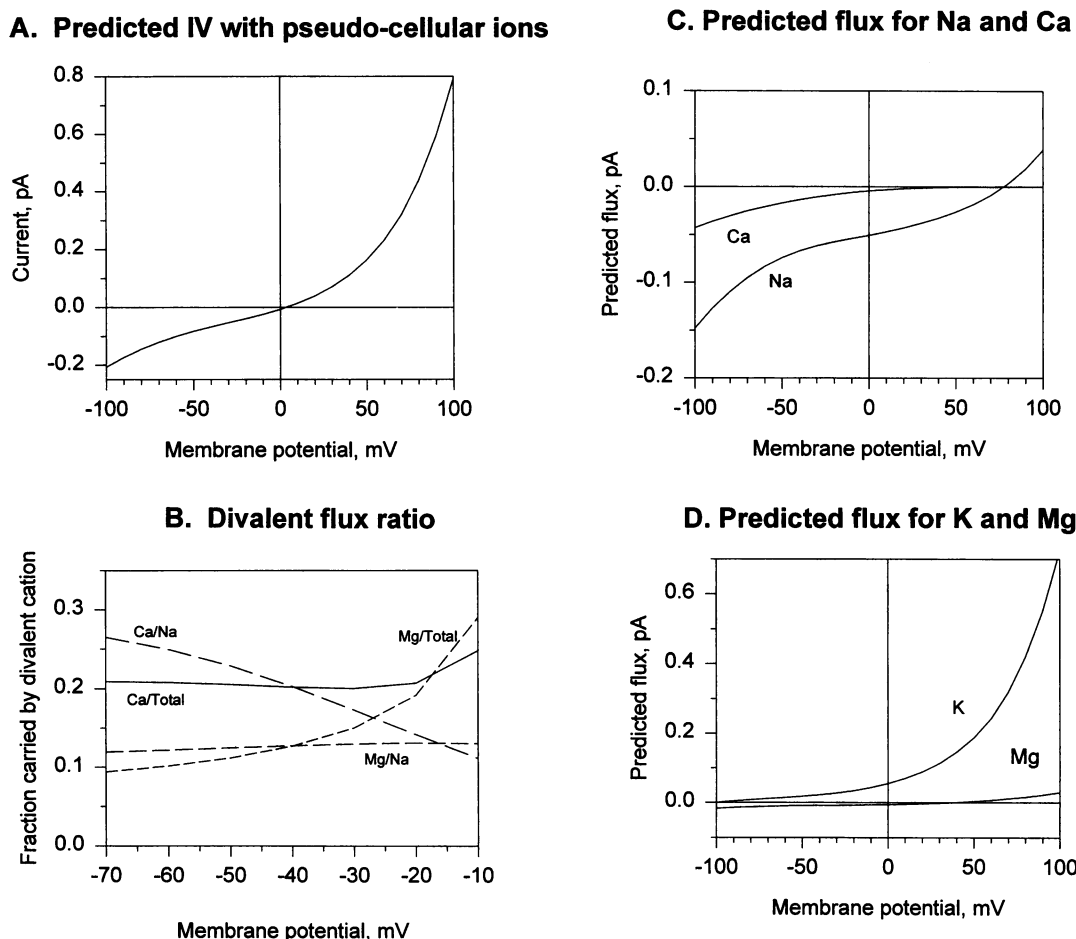 A. Predicted IV with pseudo-cellular ions
Current, pA
0.8
0.6
0.4
0.2
0.0
-0.2
-100
-50
0
50
100
Membrane potential, mV
C. Predicted flux for Na and Ca
Predicted flux, pA
0.1
0.0
-0.1
-0.2
Ca
Na
-100
-50
0
50
100
Membrane potential, mV
B. Divalent flux ratio
Fraction carried by divalent cation
0.3
0.2
0.1
0.0
Ca/Na
Mg/Total
Ca/Total
Mg/Na
-70
-60
-50
-40
-30
-20
-10
Membrane potential, mV
D. Predicted flux for K and Mg
Predicted flux, pA
0.6
0.4
0.2
0.0
K
Mg
-100
-50
0
50
100
Membrane potential, mV